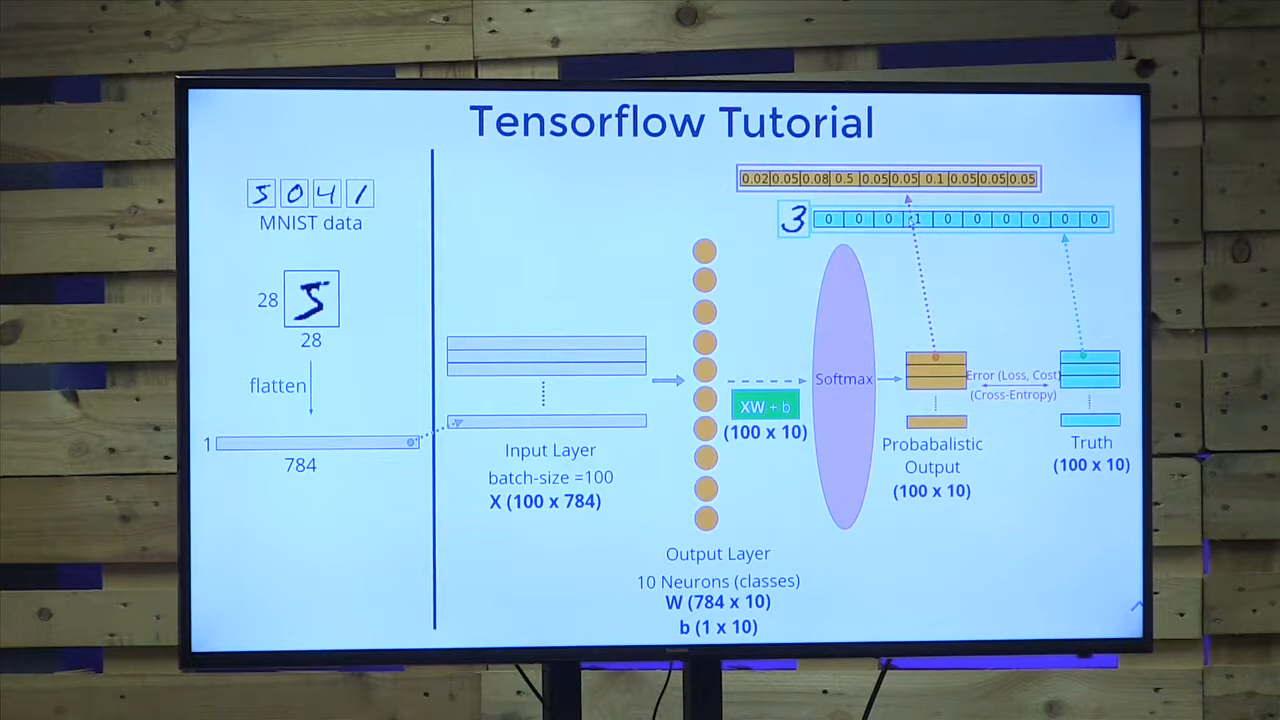 Tensorflow Tutorial
5 0 4 1
MNIST data
28
5
28
flatten
1
784
0.02 0.05 0.08 0.5 0.05 0.05 0.1 0.05 0.05 0.05
3 0 0 0 1 0 0 0 0 0 0
Input Layer
batch-size =100
X (100 x 784)
XW + b
(100 x 10)
Output Layer
10 Neurons (classes)
W (784 x 10)
b (1 x 10)
Softmax
Probabalistic
Output
(100 x 10)
Error (Loss, Cost)
(Cross-Entropy)
Truth
(100 x 10)